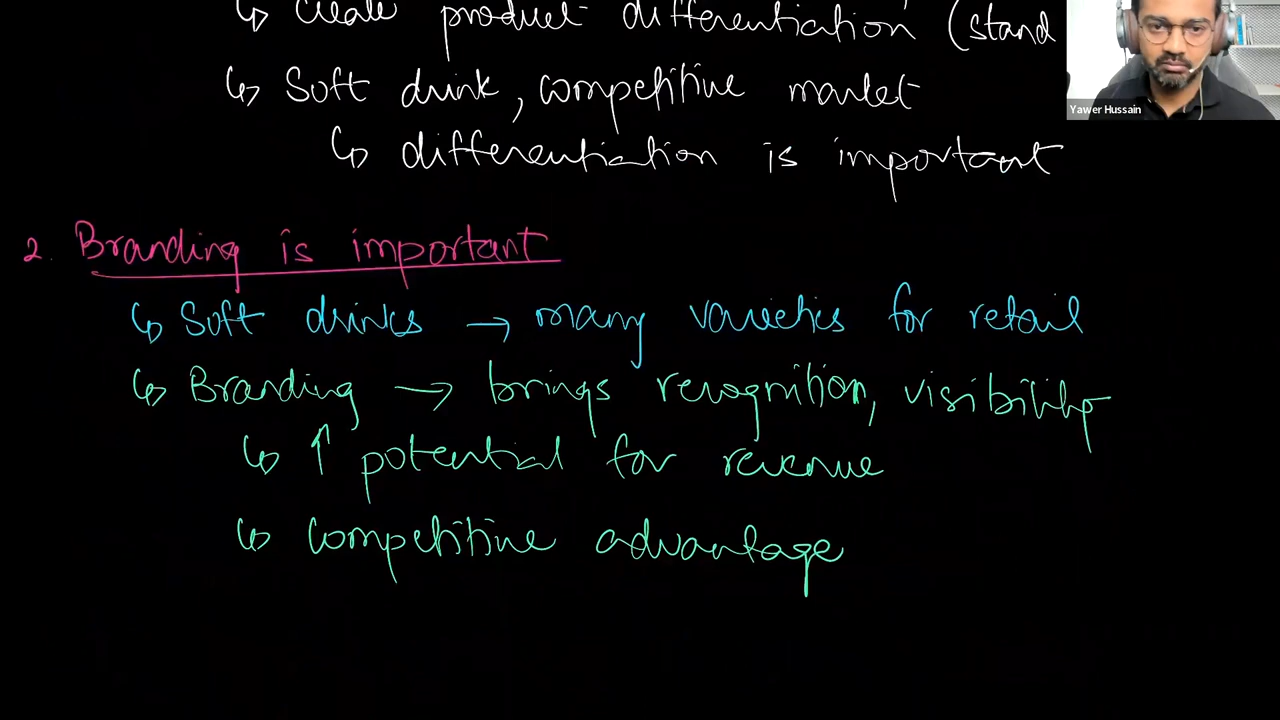 ↳ Create product differentiation (stand
↳ Soft drink, competitive market
↳ differentiation is important
Yawer Hussain
2. Branding is important
↳ Soft drinks → many varieties for retail
↳ Branding → brings recognition, visibility
↳ ↑ potential for revenue
↳ Competitive advantage